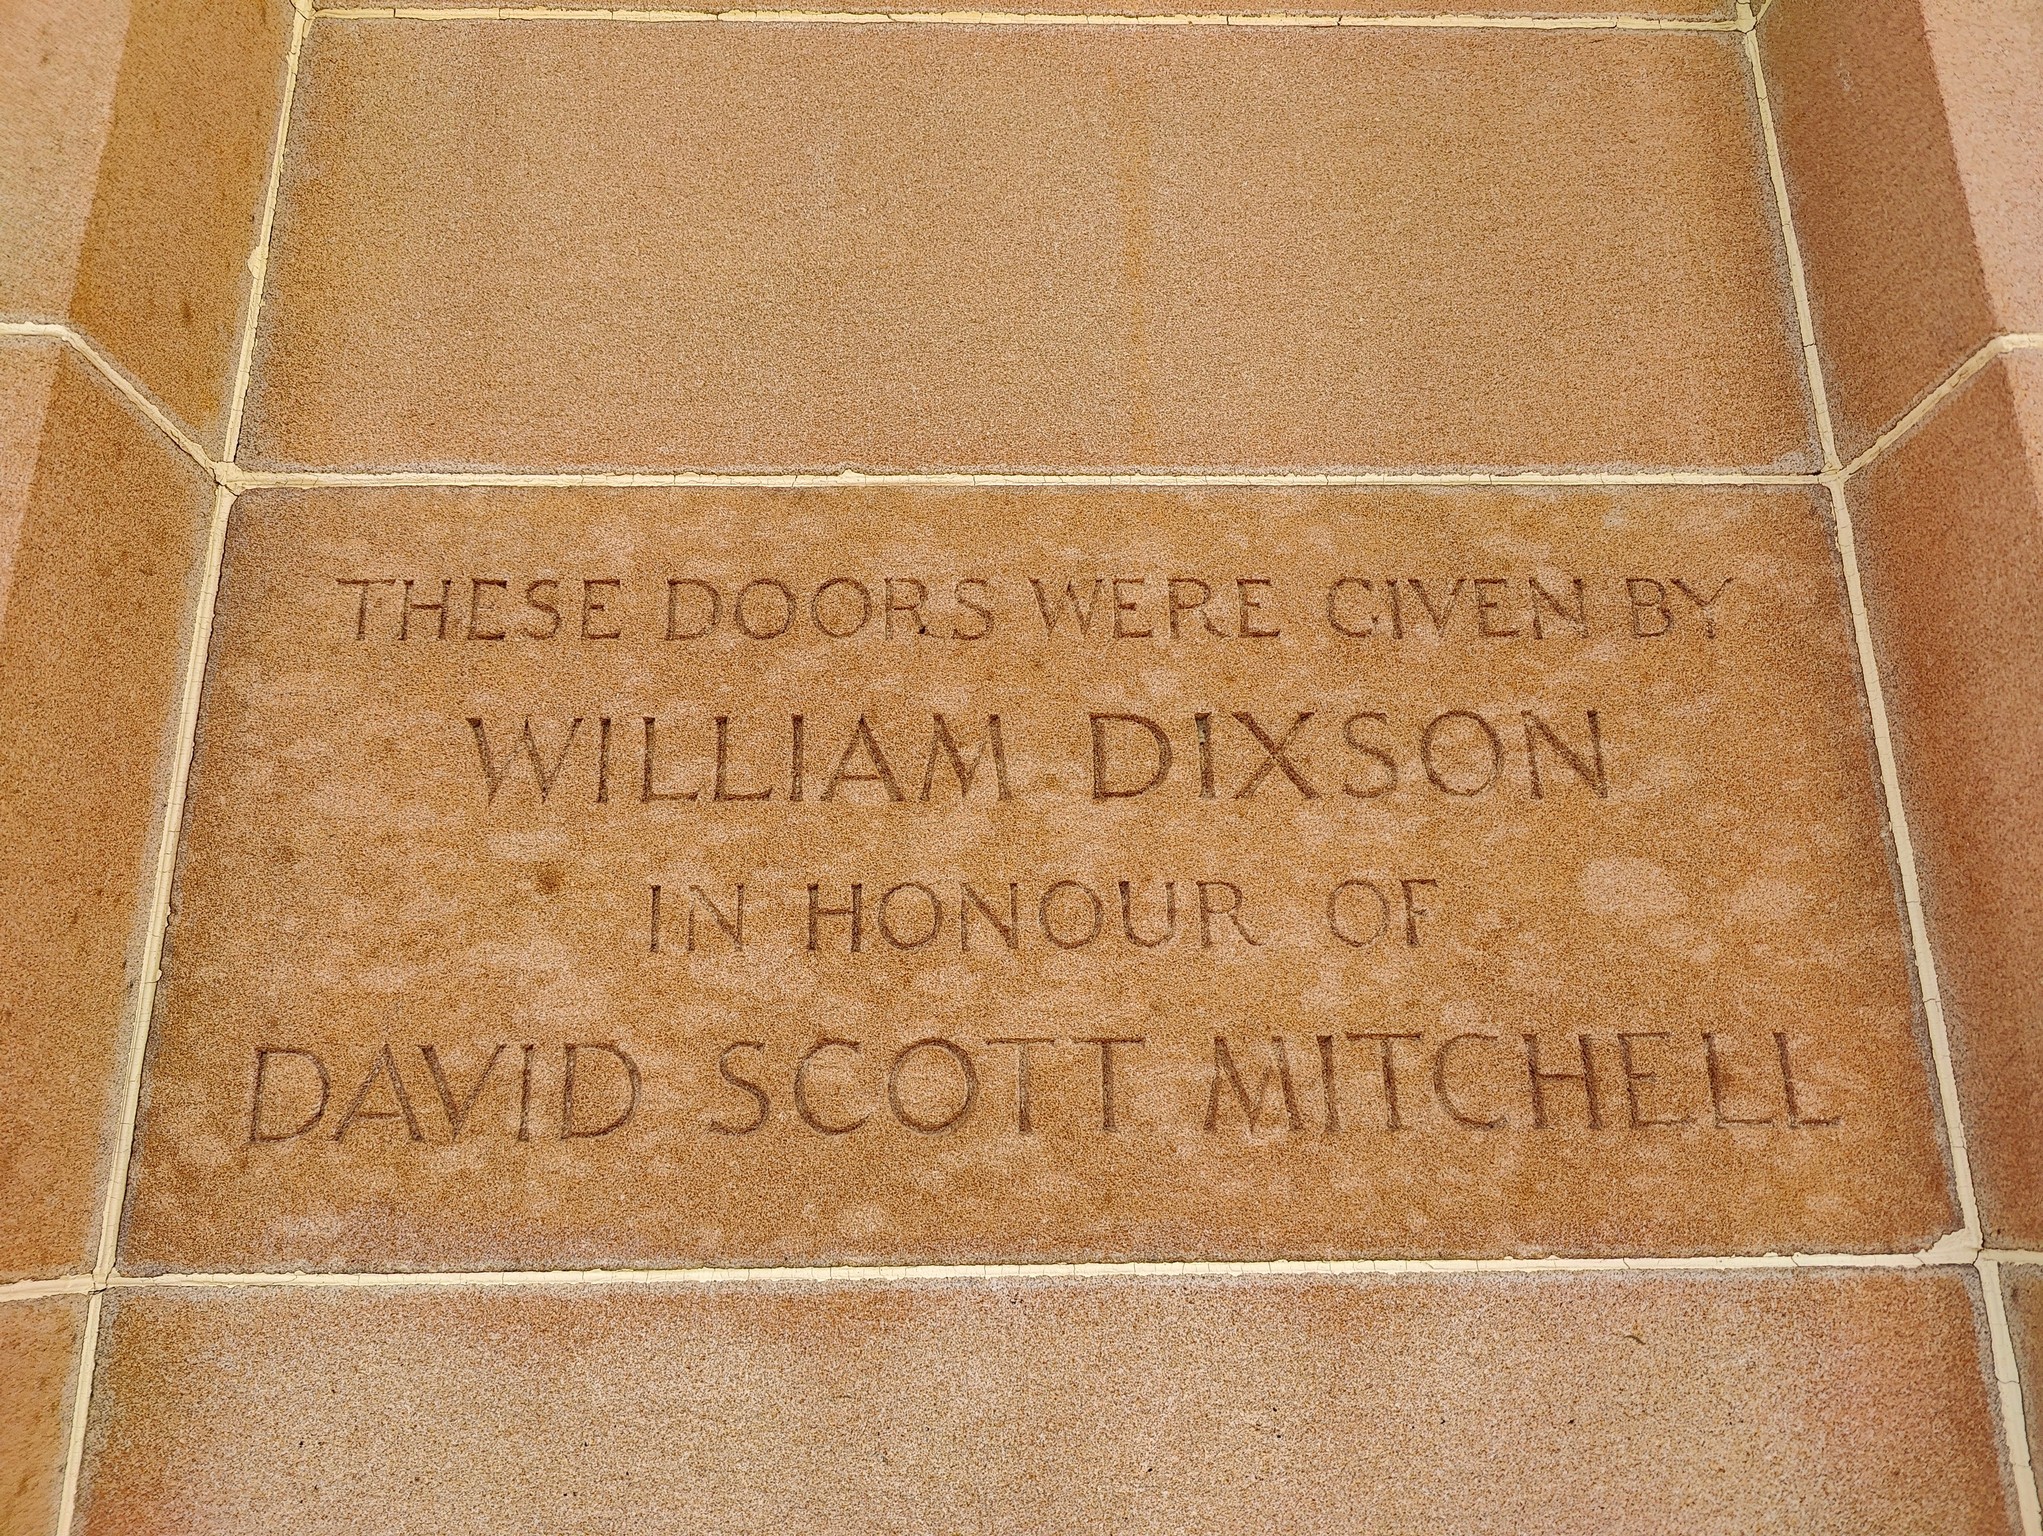 THESE DOORS WERE GIVEN BY
WILLIAM DIXSON
IN HONOUR OF
DAVID SCOTT MITCHELL